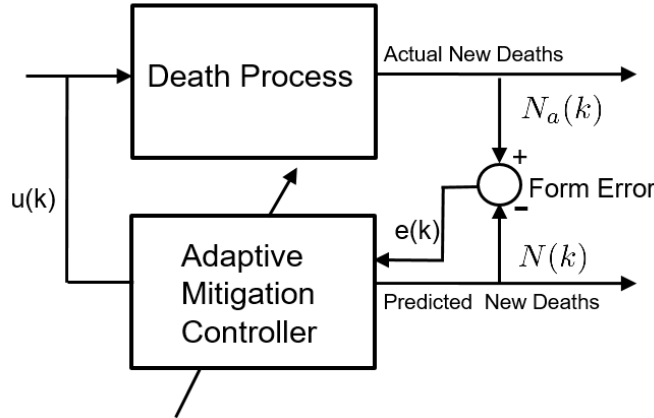 Actual New Deaths
Death Process
N_a(k)
+
u(k)
Form Error
-
e(k)
Adaptive
Mitigation
Controller
N(k)
Predicted New Deaths